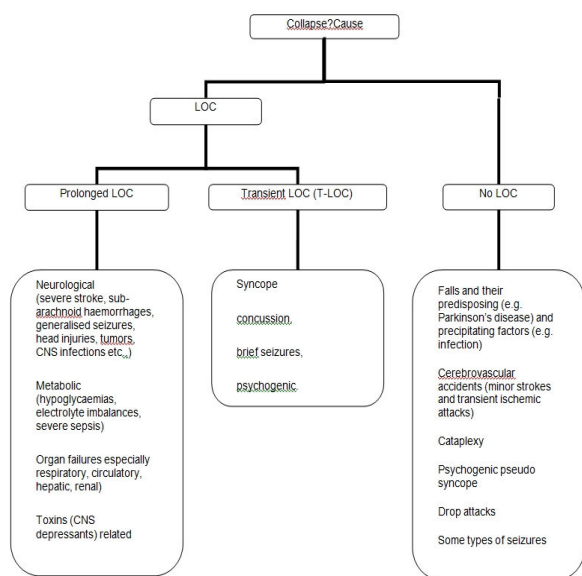 Collapse?Cause
LOC
Prolonged LOC
Transient LOC (T-LOC)
No LOC
Neurological
(severe stroke, sub-
arachnoid haemorrhages,
generalised seizures,
head injuries, tumors,
CNS infections etc.,)
Metabolic
(hypoglycaemias,
electrolyte imbalances,
severe sepsis)
Organ failures especially
respiratory, circulatory,
hepatic, renal)
Toxins (CNS
depressants) related
Syncope
concussion,
brief seizures,
psychogenic.
Falls and their
predisposing (e.g.
Parkinson's disease) and
precipitating factors (e.g.
infection)
Cerebrovascular
accidents (minor strokes
and transient ischemic
attacks)
Cataplexy
Psychogenic pseudo
syncope
Drop attacks
Some types of seizures